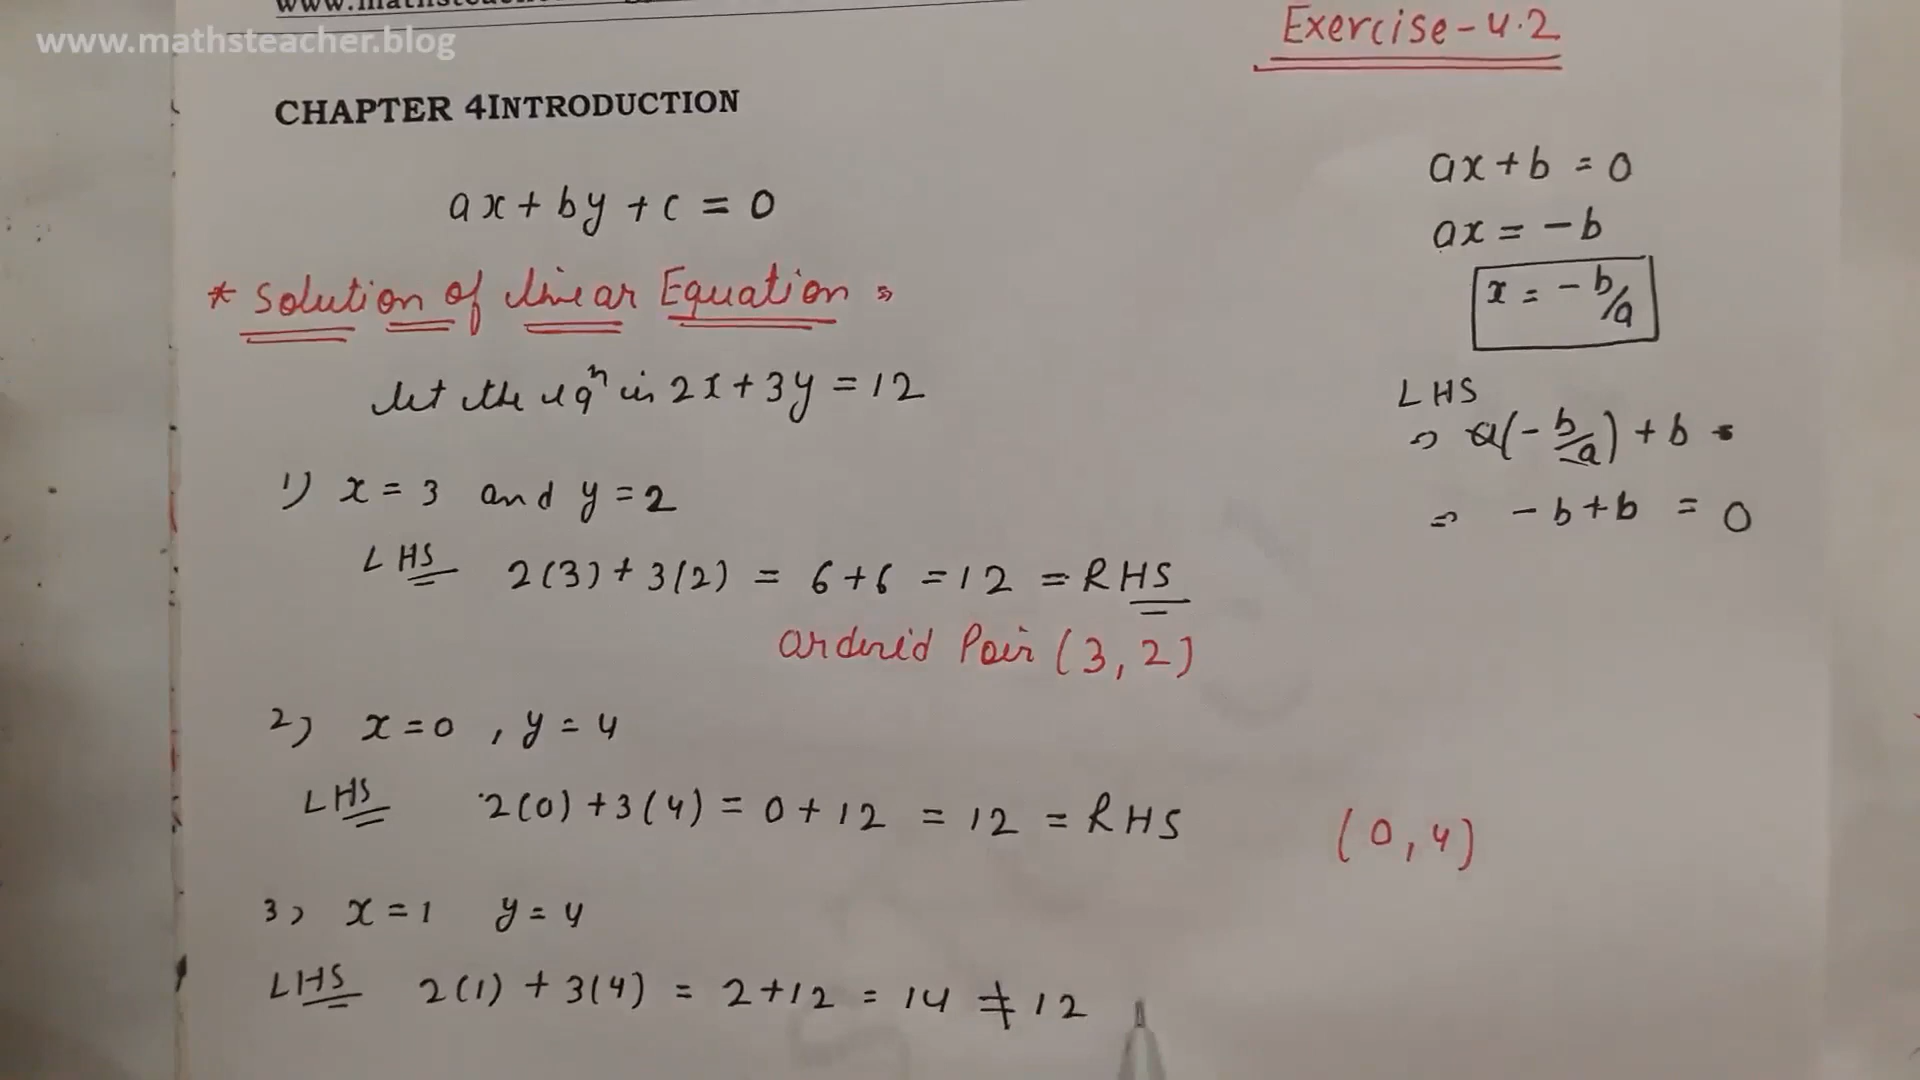 www.mathsteacher.blog
Exercise-4.2
CHAPTER 4INTRODUCTION
ax + by + c = 0
* Solution of linear Equation ⇒
let the eqⁿ is 2x + 3y = 12
1) x = 3 and y = 2
LHS 2(3) + 3(2) = 6+6 = 12 = RHS
ordered Pair (3, 2)
2) x = 0 , y = 4
LHS 2(0) + 3(4) = 0 + 12 = 12 = RHS
(0, 4)
3) x = 1 y = 4
LHS 2(1) + 3(4) = 2+12 = 14 ≠ 12
ax + b = 0
ax = -b
x = -b/a
LHS
⇒ a(-b/a) + b =
⇒ -b+b = 0